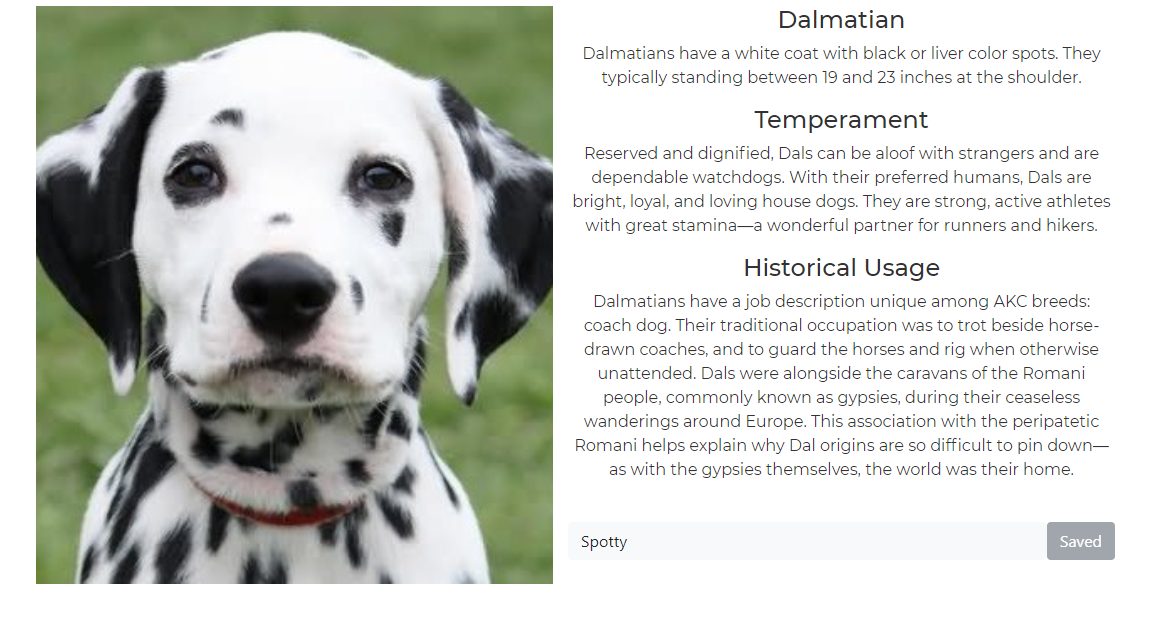 Dalmatian
Dalmatians have a white coat with black or liver color spots. They
typically standing between 19 and 23 inches at the shoulder.
Temperament
Reserved and dignified, Dals can be aloof with strangers and are
dependable watchdogs. With their preferred humans, Dals are
bright, loyal, and loving house dogs. They are strong, active athletes
with great stamina—a wonderful partner for runners and hikers.
Historical Usage
Dalmatians have a job description unique among AKC breeds:
coach dog. Their traditional occupation was to trot beside horse-
drawn coaches, and to guard the horses and rig when otherwise
unattended. Dals were alongside the caravans of the Romani
people, commonly known as gypsies, during their ceaseless
wanderings around Europe. This association with the peripatetic
Romani helps explain why Dal origins are so difficult to pin down—
as with the gypsies themselves, the world was their home.
Spotty
Saved